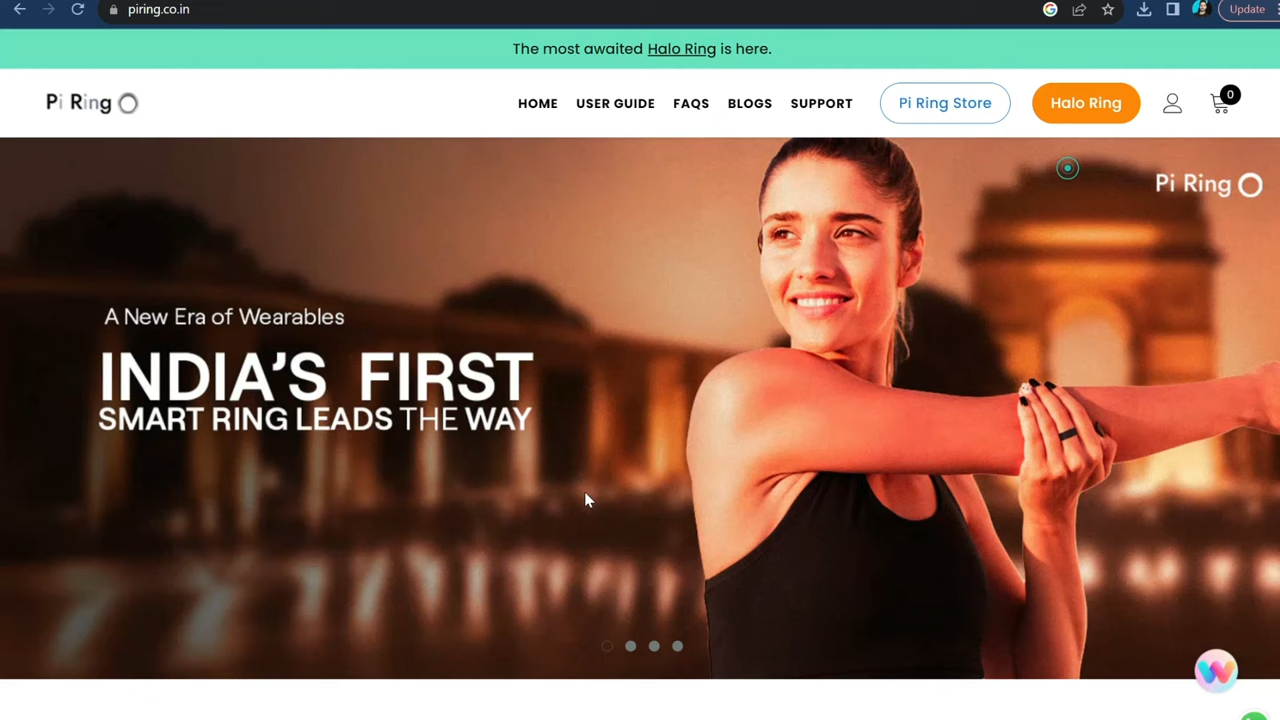 piring.co.in
Update
The most awaited Halo Ring is here.
Pi Ring
HOME USER GUIDE FAQS BLOGS SUPPORT Pi Ring Store Halo Ring 0
Pi Ring
A New Era of Wearables
INDIA'S FIRST
SMART RING LEADS THE WAY